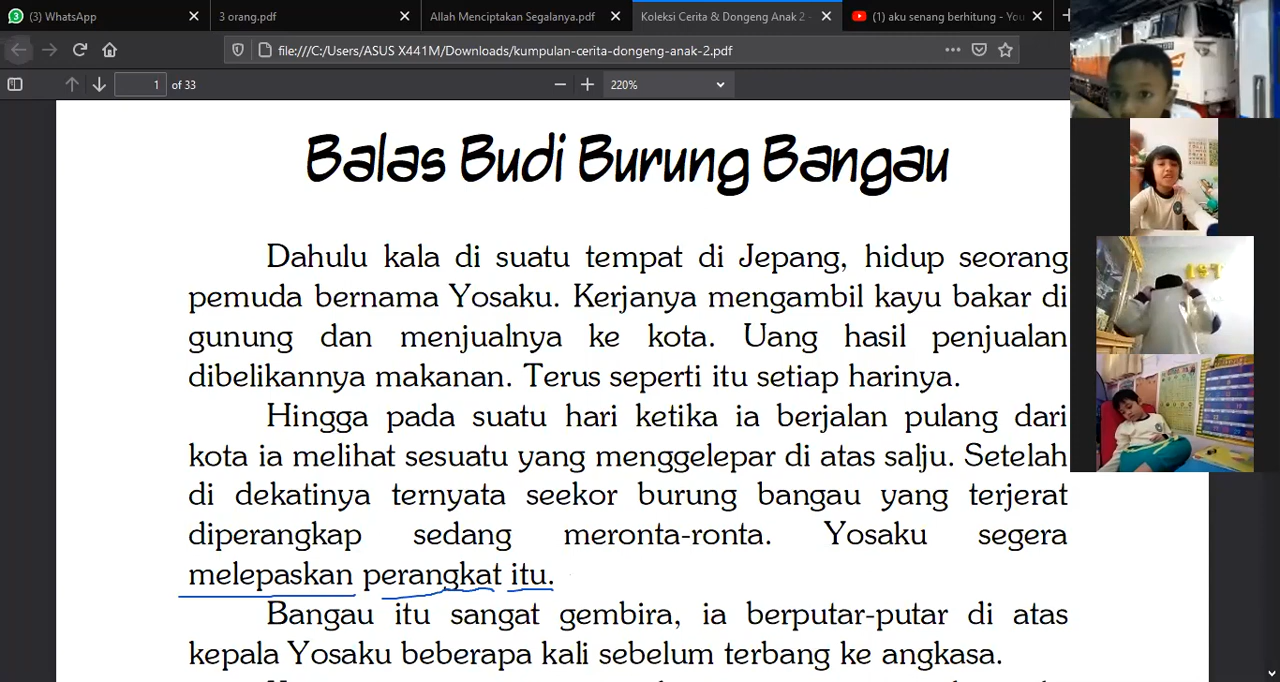 (3) WhatsApp
3 orang.pdf
Allah Menciptakan Segalanya.pdf
Koleksi Cerita & Dongeng Anak 2 -
(1) aku senang berhitung - You
file:///C:/Users/ASUS X441M/Downloads/kumpulan-cerita-dongeng-anak-2.pdf
1 of 33
220%
Balas Budi Burung Bangau
Dahulu kala di suatu tempat di Jepang, hidup seorang
pemuda bernama Yosaku. Kerjanya mengambil kayu bakar di
gunung dan menjualnya ke kota. Uang hasil penjualan
dibelikannya makanan. Terus seperti itu setiap harinya.
Hingga pada suatu hari ketika ia berjalan pulang dari
kota ia melihat sesuatu yang menggelepar di atas salju. Setelah
di dekatinya ternyata seekor burung bangau yang terjerat
diperangkap sedang meronta-ronta. Yosaku segera
melepaskan perangkat itu.
Bangau itu sangat gembira, ia berputar-putar di atas
kepala Yosaku beberapa kali sebelum terbang ke angkasa.